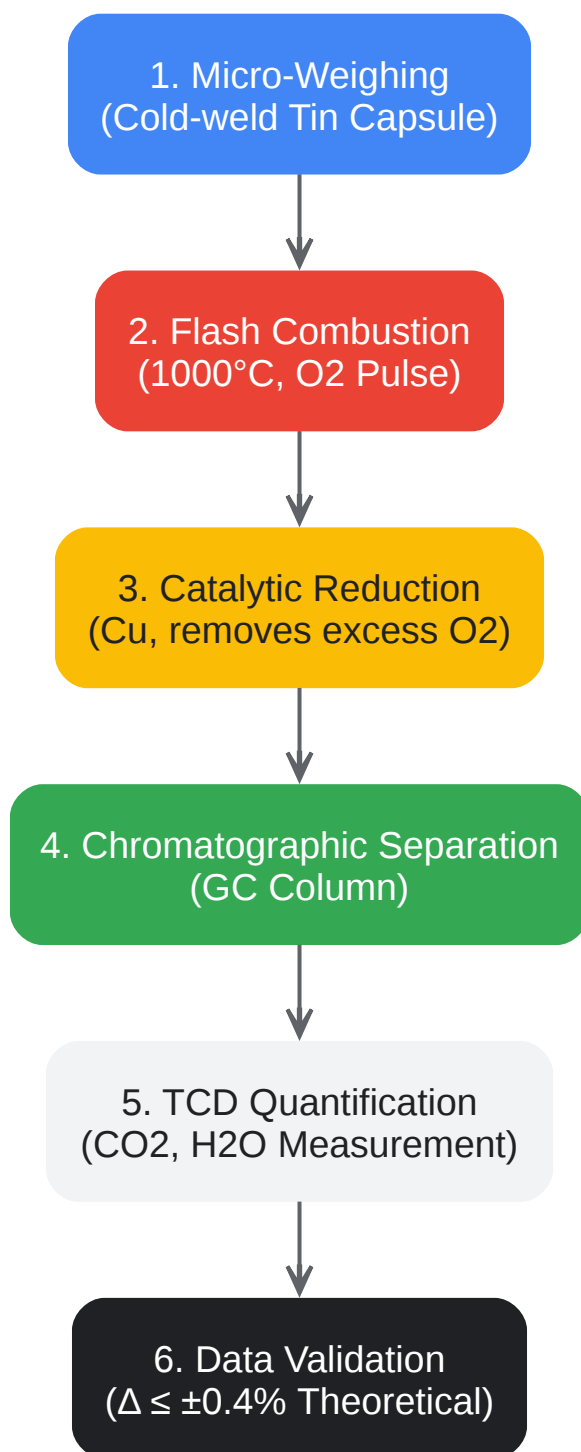 1. Micro-Weighing
(Cold-weld Tin Capsule)
2. Flash Combustion
(1000°C, O2 Pulse)
3. Catalytic Reduction
(Cu, removes excess O2)
4. Chromatographic Separation
(GC Column)
5. TCD Quantification
(CO2, H2O Measurement)
6. Data Validation
(Δ ≤ ±0.4% Theoretical)